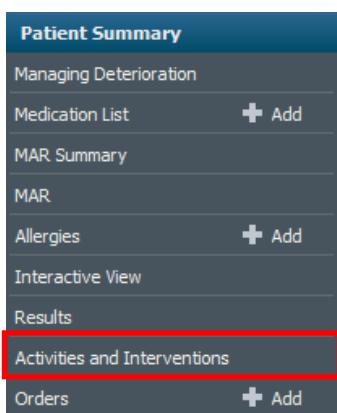 Patient Summary
Managing Deterioration
Medication List + Add
MAR Summary
MAR
Allergies + Add
Interactive View
Results
Activities and Interventions
Orders + Add